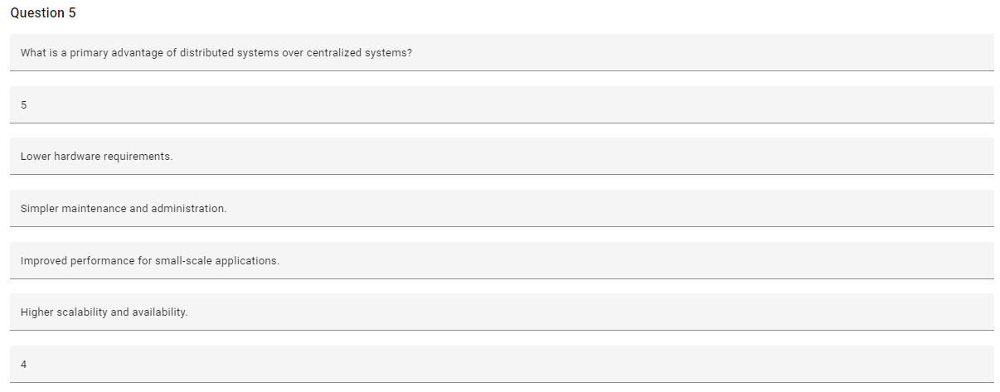 Question 5
What is a primary advantage of distributed systems over centralized systems?
5
Lower hardware requirements.
Simpler maintenance and administration.
Improved performance for small-scale applications.
Higher scalability and availability.
4